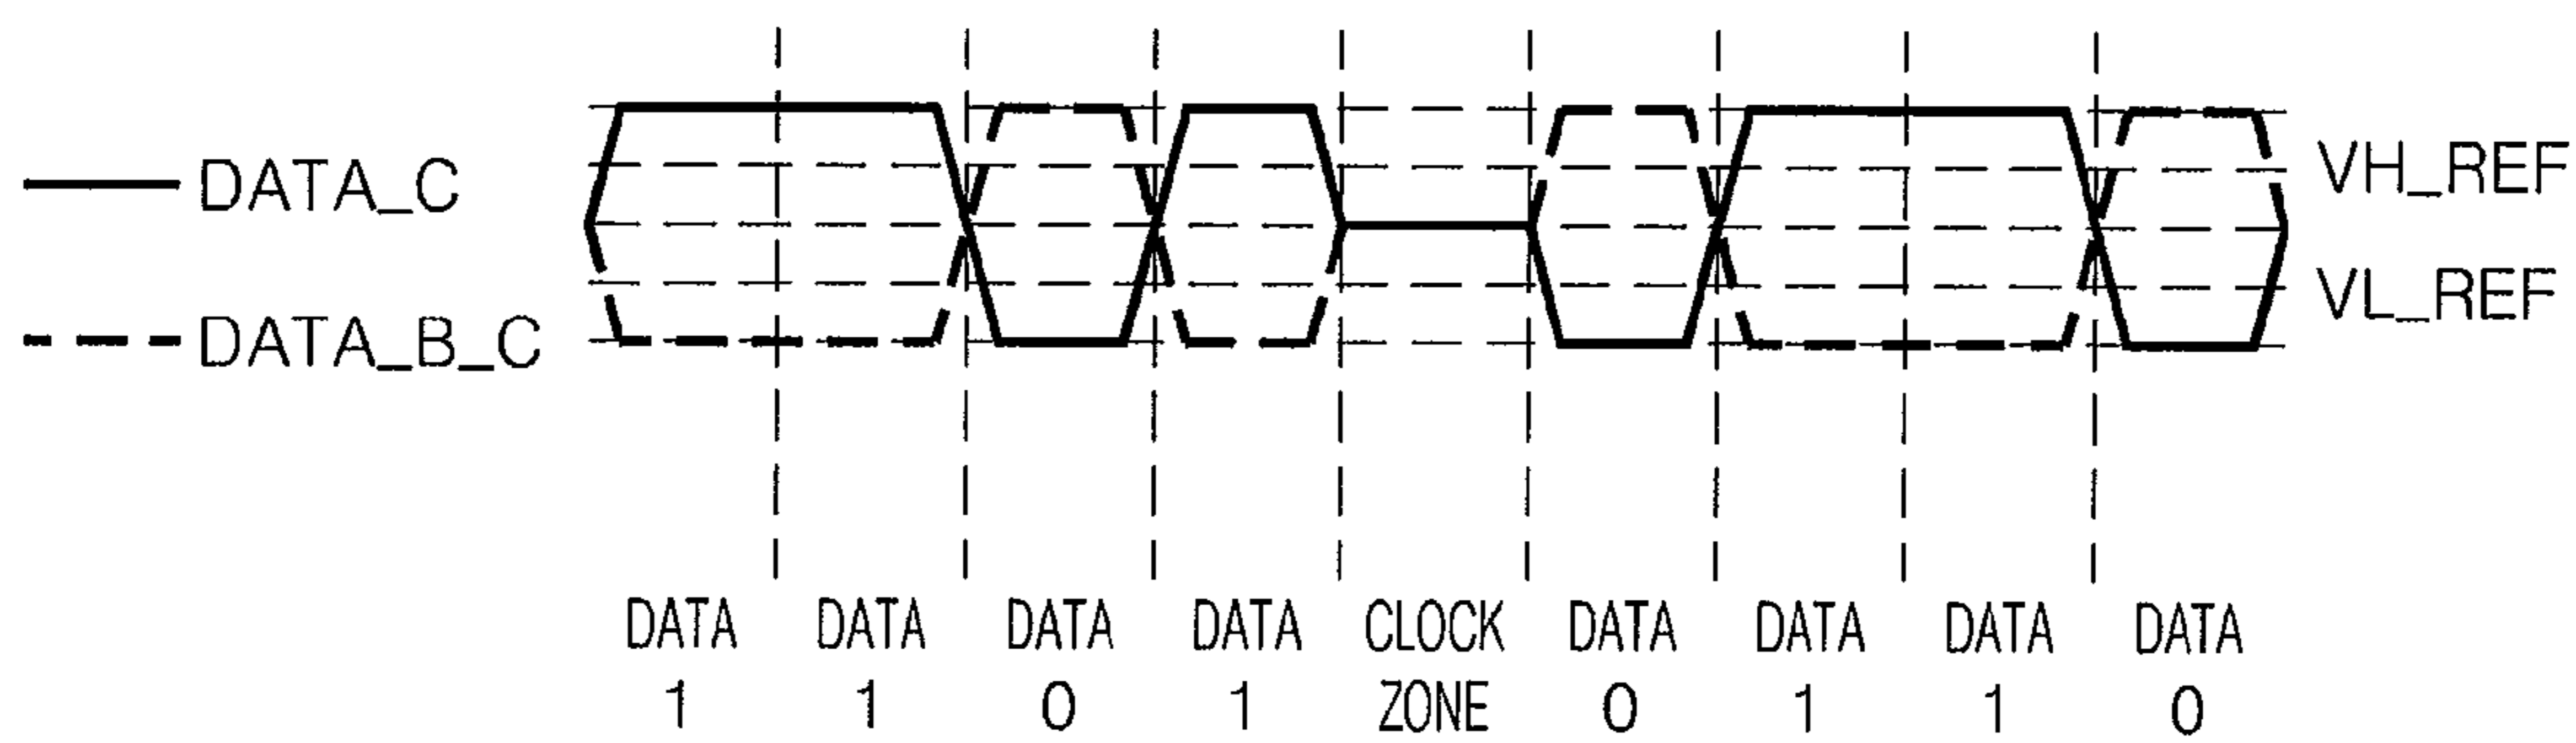 DATA_C
VH_REF
VL_REF
DATA_B_C
DATA DATA DATA DATA CLOCK DATA DATA DATA DATA
1 1 0 1 ZONE 0 1 1 0